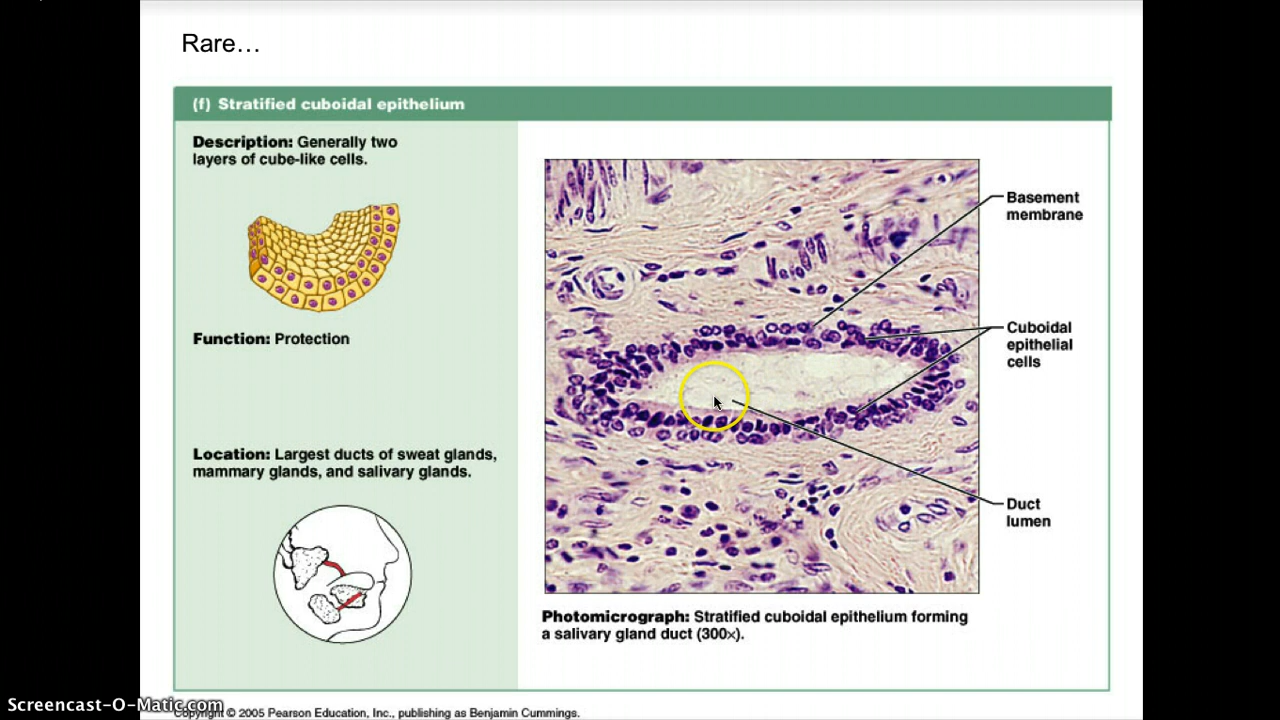 Rare…
(f) Stratified cuboidal epithelium
Description: Generally two
layers of cube-like cells.
Function: Protection
Location: Largest ducts of sweat glands,
mammary glands, and salivary glands.
Basement
membrane
Cuboidal
epithelial
cells
Duct
lumen
Photomicrograph: Stratified cuboidal epithelium forming
a salivary gland duct (300×).
Screencast-O-Matic.com
Copyright © 2005 Pearson Education, Inc., publishing as Benjamin Cummings.